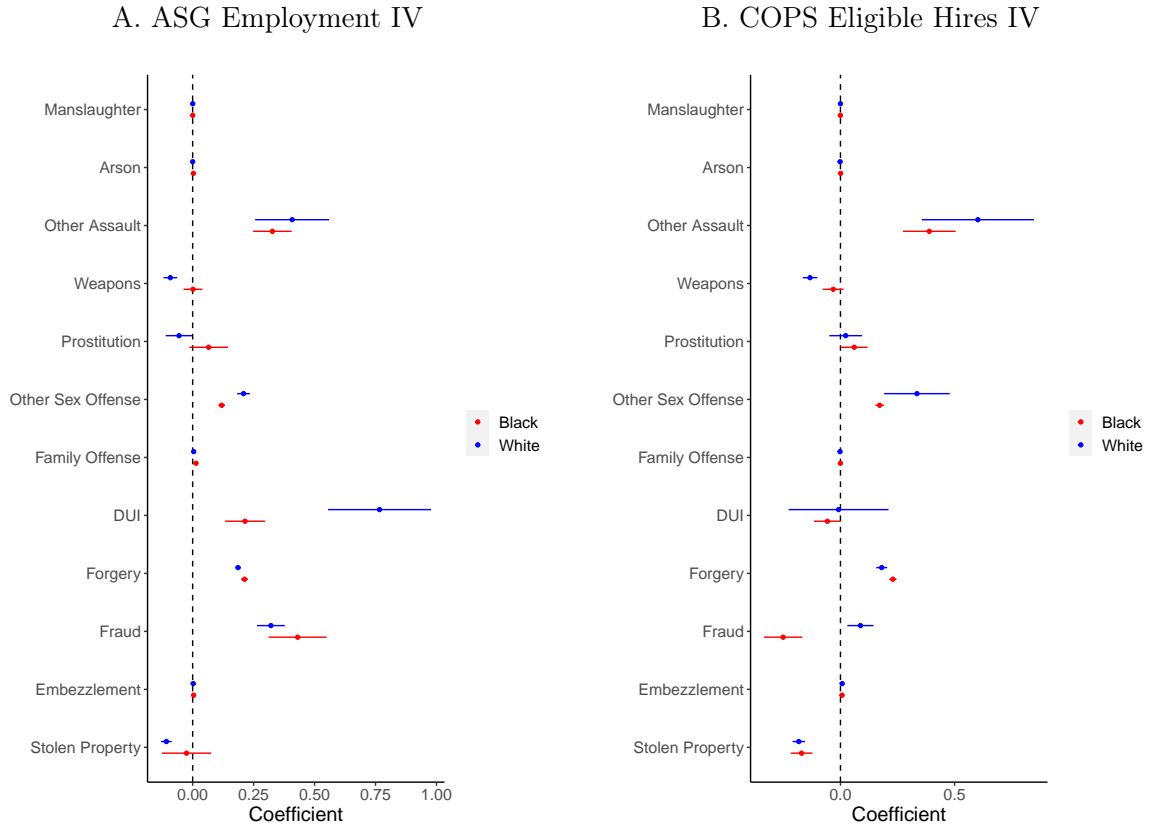 A. ASG Employment IV
Manslaughter
Arson
Other Assault
Weapons
Prostitution
Other Sex Offense
Family Offense
DUI
Forgery
Fraud
Embezzlement
Stolen Property
0.00 0.25 0.50 0.75 1.00
Coefficient
Black
White
B. COPS Eligible Hires IV
Manslaughter
Arson
Other Assault
Weapons
Prostitution
Other Sex Offense
Family Offense
DUI
Forgery
Fraud
Embezzlement
Stolen Property
0.0 0.5
Coefficient
Black
White